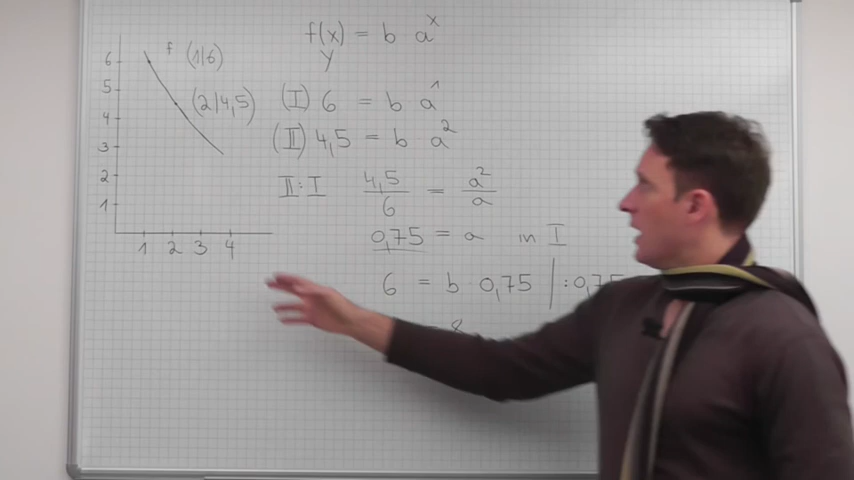 f(x) = b a^x
y
f (1|6)
(2|4,5)
6
5
4
3
2
1
1 2 3 4
(I) 6 = b a^1
(II) 4,5 = b a^2
II : I 4,5/6 = a^2/a
0,75 = a in I
6 = b 0,75 | :0,75
8